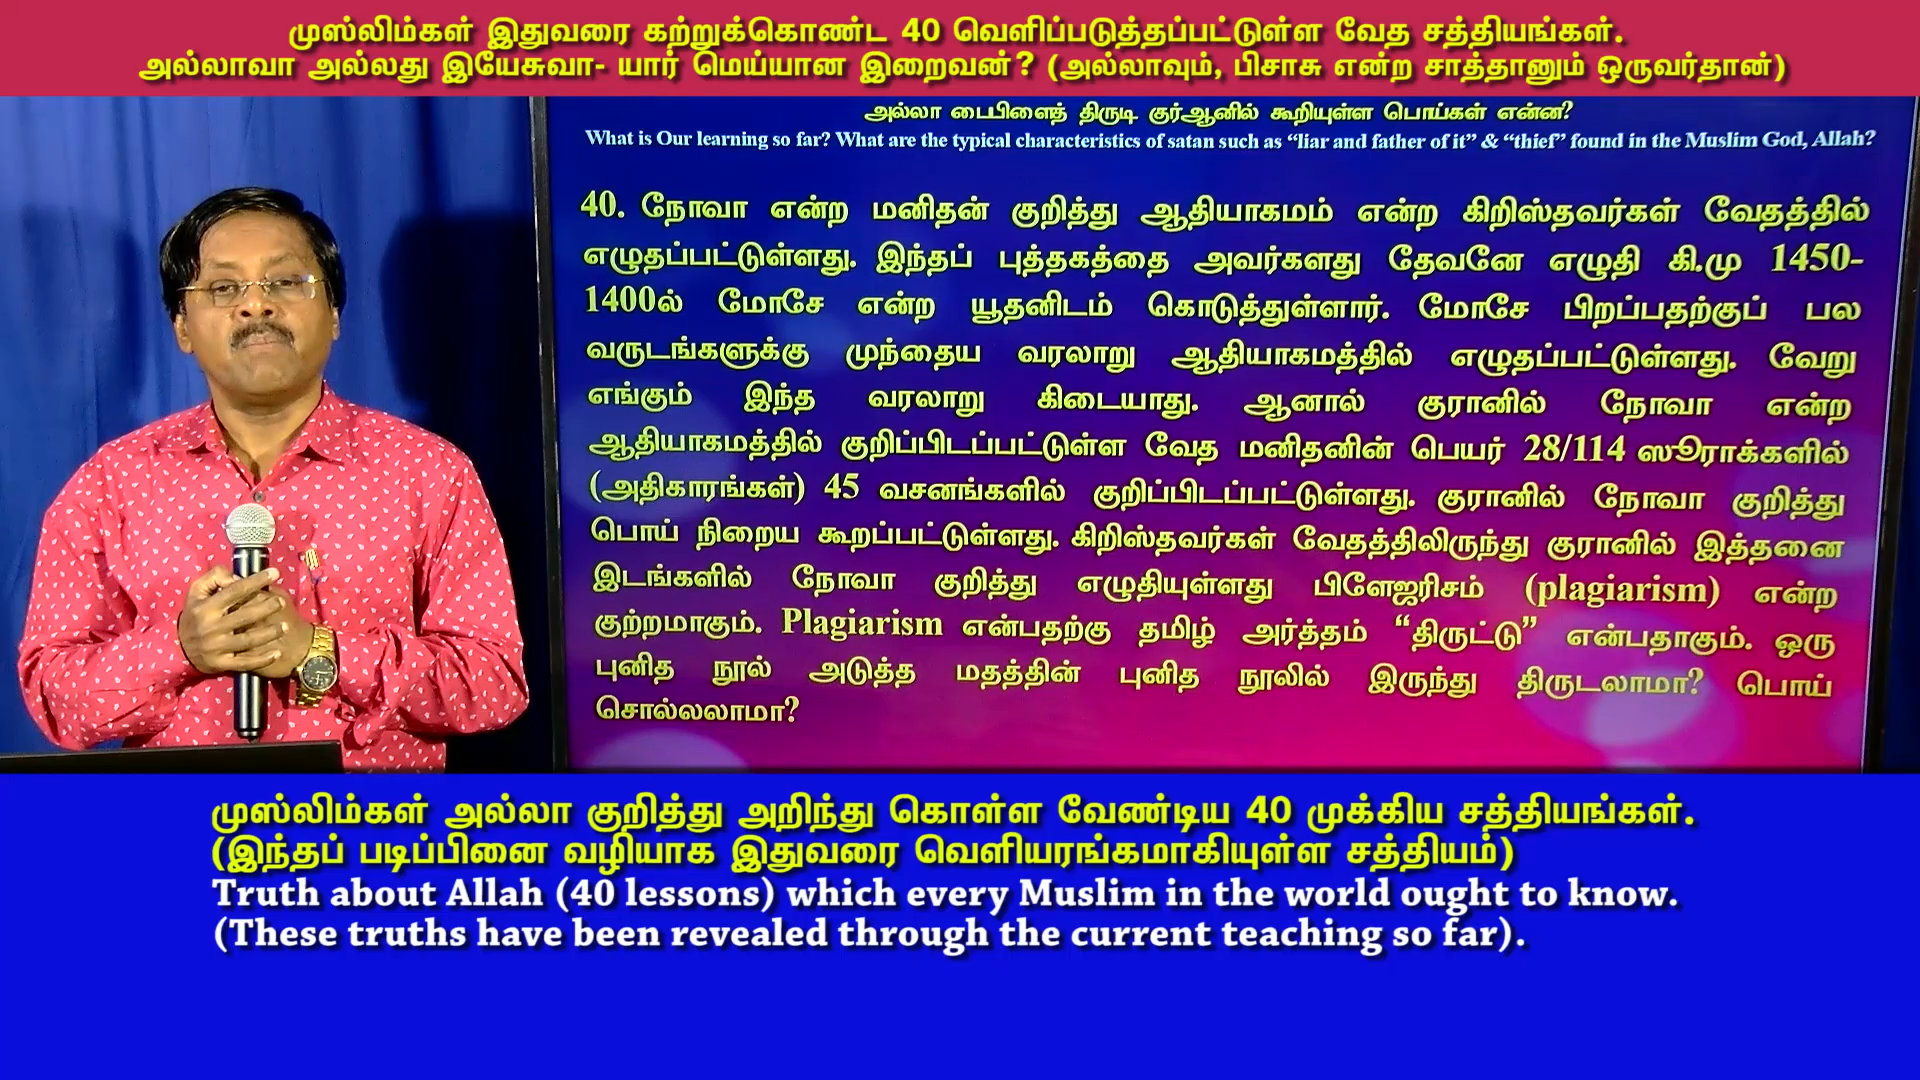 முஸ்லிம்கள் இதுவரை கற்றுக்கொண்ட 40 வெளிப்படுத்தப்பட்டுள்ள வேத சத்தியங்கள்.
அல்லாவா அல்லது இயேசுவா- யார் மெய்யான இறைவன்? (அல்லாவும், பிசாசு என்ற சாத்தானும் ஒருவர்தான்)
அல்லா பைபிளைத் திருடி குர்ஆனில் கூறியுள்ள பொய்கள் என்ன?
What is Our learning so far? What are the typical characteristics of satan such as “liar and father of it” & “thief” found in the Muslim God, Allah?
40. நோவா என்ற மனிதன் குறித்து ஆதியாகமம் என்ற கிறிஸ்தவர்கள் வேதத்தில்
எழுதப்பட்டுள்ளது. இந்தப் புத்தகத்தை அவர்களது தேவனே எழுதி கி.மு 1450-
1400ல் மோசே என்ற யூதனிடம் கொடுத்துள்ளார். மோசே பிறப்பதற்குப் பல
வருடங்களுக்கு முந்தைய வரலாறு ஆதியாகமத்தில் எழுதப்பட்டுள்ளது. வேறு
எங்கும் இந்த வரலாறு கிடையாது. ஆனால் குரானில் நோவா என்ற
ஆதியாகமத்தில் குறிப்பிடப்பட்டுள்ள வேத மனிதனின் பெயர் 28/114 ஸூராக்களில்
(அதிகாரங்கள்) 45 வசனங்களில் குறிப்பிடப்பட்டுள்ளது. குரானில் நோவா குறித்து
பொய் நிறைய கூறப்பட்டுள்ளது. கிறிஸ்தவர்கள் வேதத்திலிருந்து குரானில் இத்தனை
இடங்களில் நோவா குறித்து எழுதியுள்ளது பிளேஜரிசம் (plagiarism) என்ற
குற்றமாகும். Plagiarism என்பதற்கு தமிழ் அர்த்தம் “திருட்டு” என்பதாகும். ஒரு
புனித நூல் அடுத்த மதத்தின் புனித நூலில் இருந்து திருடலாமா? பொய்
சொல்லலாமா?
முஸ்லிம்கள் அல்லா குறித்து அறிந்து கொள்ள வேண்டிய 40 முக்கிய சத்தியங்கள்.
(இந்தப் படிப்பினை வழியாக இதுவரை வெளியரங்கமாகியுள்ள சத்தியம்)
Truth about Allah (40 lessons) which every Muslim in the world ought to know.
(These truths have been revealed through the current teaching so far).